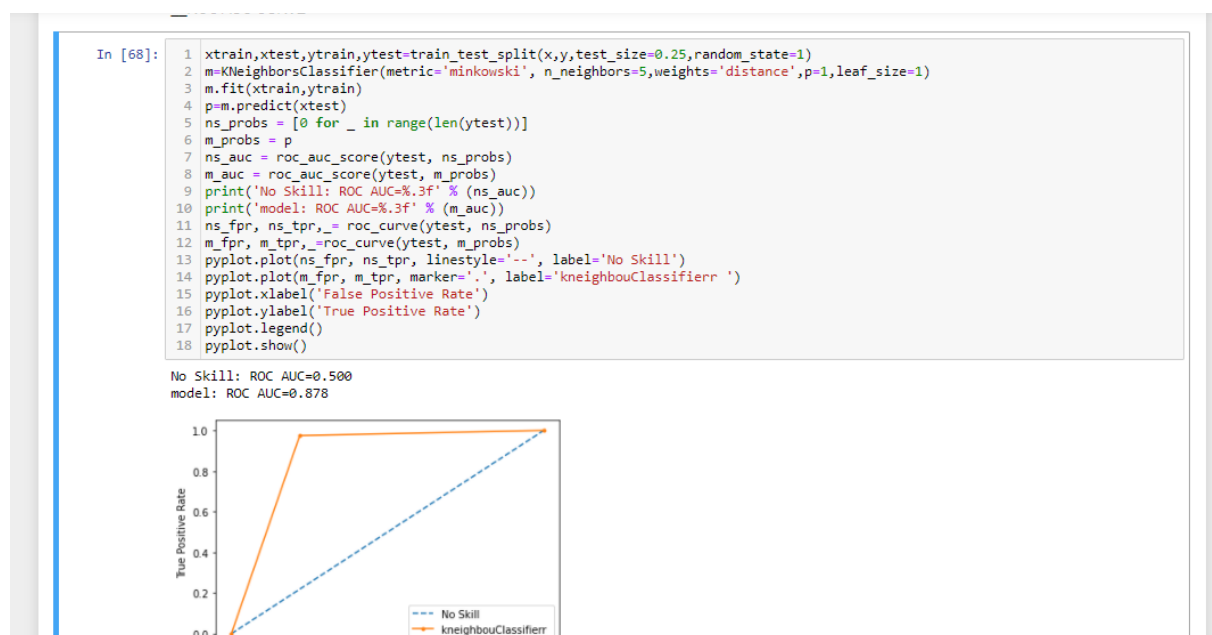 In [68]:
1 xtrain,xtest,ytrain,ytest=train_test_split(x,y,test_size=0.25,random_state=1)
2 m=KNeighborsClassifier(metric='minkowski', n_neighbors=5,weights='distance',p=1,leaf_size=1)
3 m.fit(xtrain,ytrain)
4 p=m.predict(xtest)
5 ns_probs = [0 for _ in range(len(ytest))]
6 m_probs = p
7 ns_auc = roc_auc_score(ytest, ns_probs)
8 m_auc = roc_auc_score(ytest, m_probs)
9 print('No Skill: ROC AUC=%.3f' % (ns_auc))
10 print('model: ROC AUC=%.3f' % (m_auc))
11 ns_fpr, ns_tpr,_= roc_curve(ytest, ns_probs)
12 m_fpr, m_tpr,_=roc_curve(ytest, m_probs)
13 pyplot.plot(ns_fpr, ns_tpr, linestyle='--', label='No Skill')
14 pyplot.plot(m_fpr, m_tpr, marker='.', label='kneighbouClassifierr ')
15 pyplot.xlabel('False Positive Rate')
16 pyplot.ylabel('True Positive Rate')
17 pyplot.legend()
18 pyplot.show()
No Skill: ROC AUC=0.500
model: ROC AUC=0.878
1.0
0.8
0.6
0.4
0.2
0.0
True Positive Rate
No Skill
kneighbouClassifierr